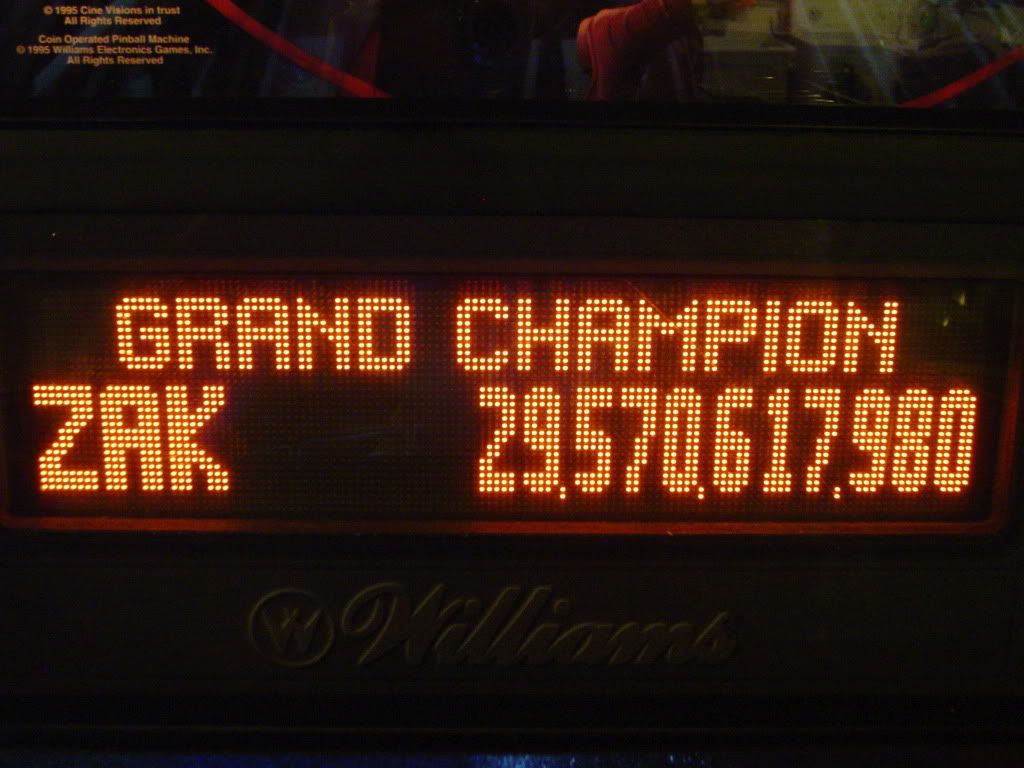 © 1995 Cine Visions in trust
All Rights Reserved
Coin Operated Pinball Machine
© 1995 Williams Electronics Games, Inc.
All Rights Reserved
GRAND CHAMPION
ZAK 29,570,617,980
W Williams